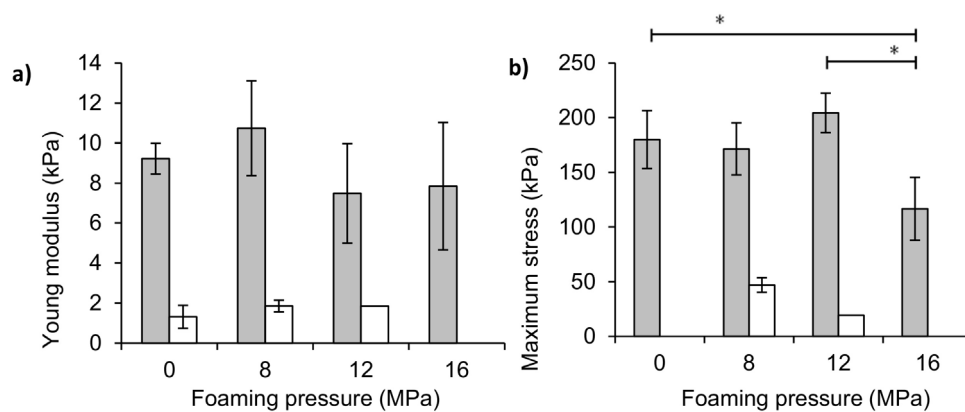 a)
Young modulus (kPa)
14
12
10
8
6
4
2
0
0 8 12 16
Foaming pressure (MPa)
b)
* *
Maximum stress (kPa)
250
200
150
100
50
0
0 8 12 16
Foaming pressure (MPa)